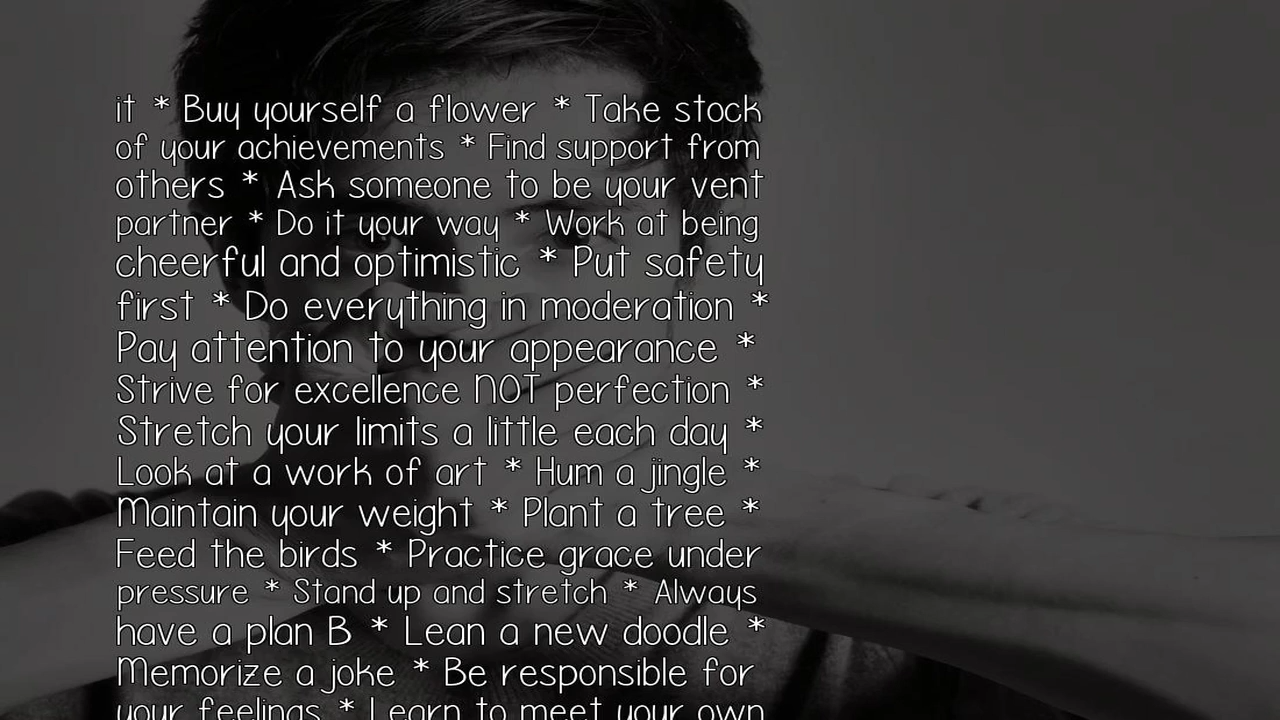 it * Buy yourself a flower * Take stock
of your achievements * Find support from
others * Ask someone to be your vent
partner * Do it your way * Work at being
cheerful and optimistic * Put safety
first * Do everything in moderation *
Pay attention to your appearance *
Strive for excellence NOT perfection *
Stretch your limits a little each day *
Look at a work of art * Hum a jingle *
Maintain your weight * Plant a tree *
Feed the birds * Practice grace under
pressure * Stand up and stretch * Always
have a plan B * Lean a new doodle *
Memorize a joke * Be responsible for
your feelings * Learn to meet your own